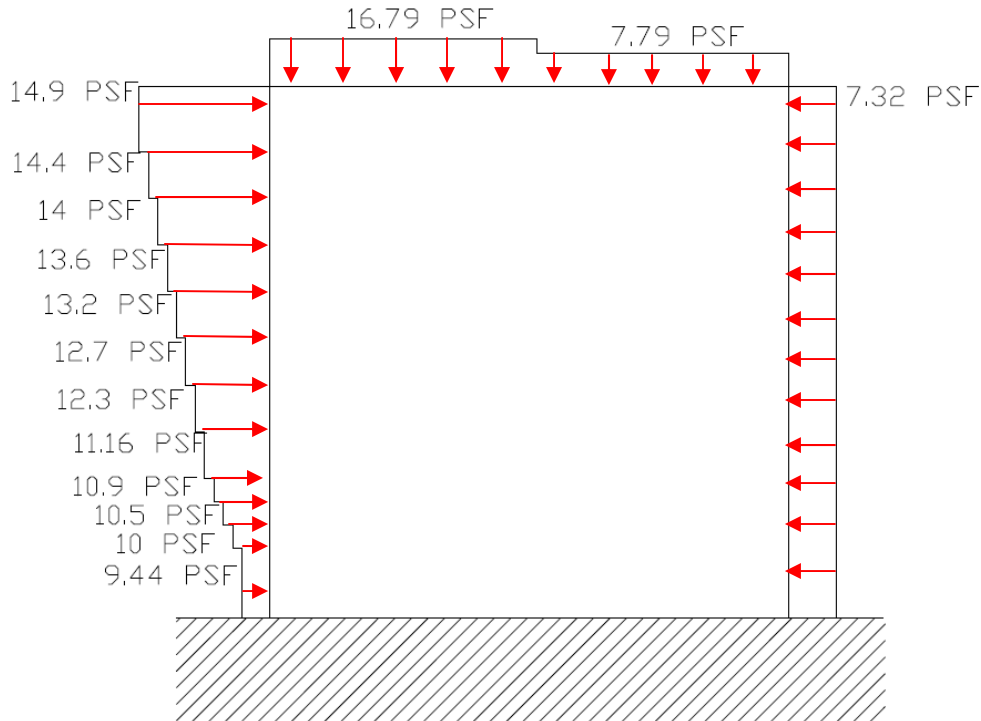 16.79 PSF
7.79 PSF
14.9 PSF
7.32 PSF
14.4 PSF
14 PSF
13.6 PSF
13.2 PSF
12.7 PSF
12.3 PSF
11.16 PSF
10.9 PSF
10.5 PSF
10 PSF
9.44 PSF